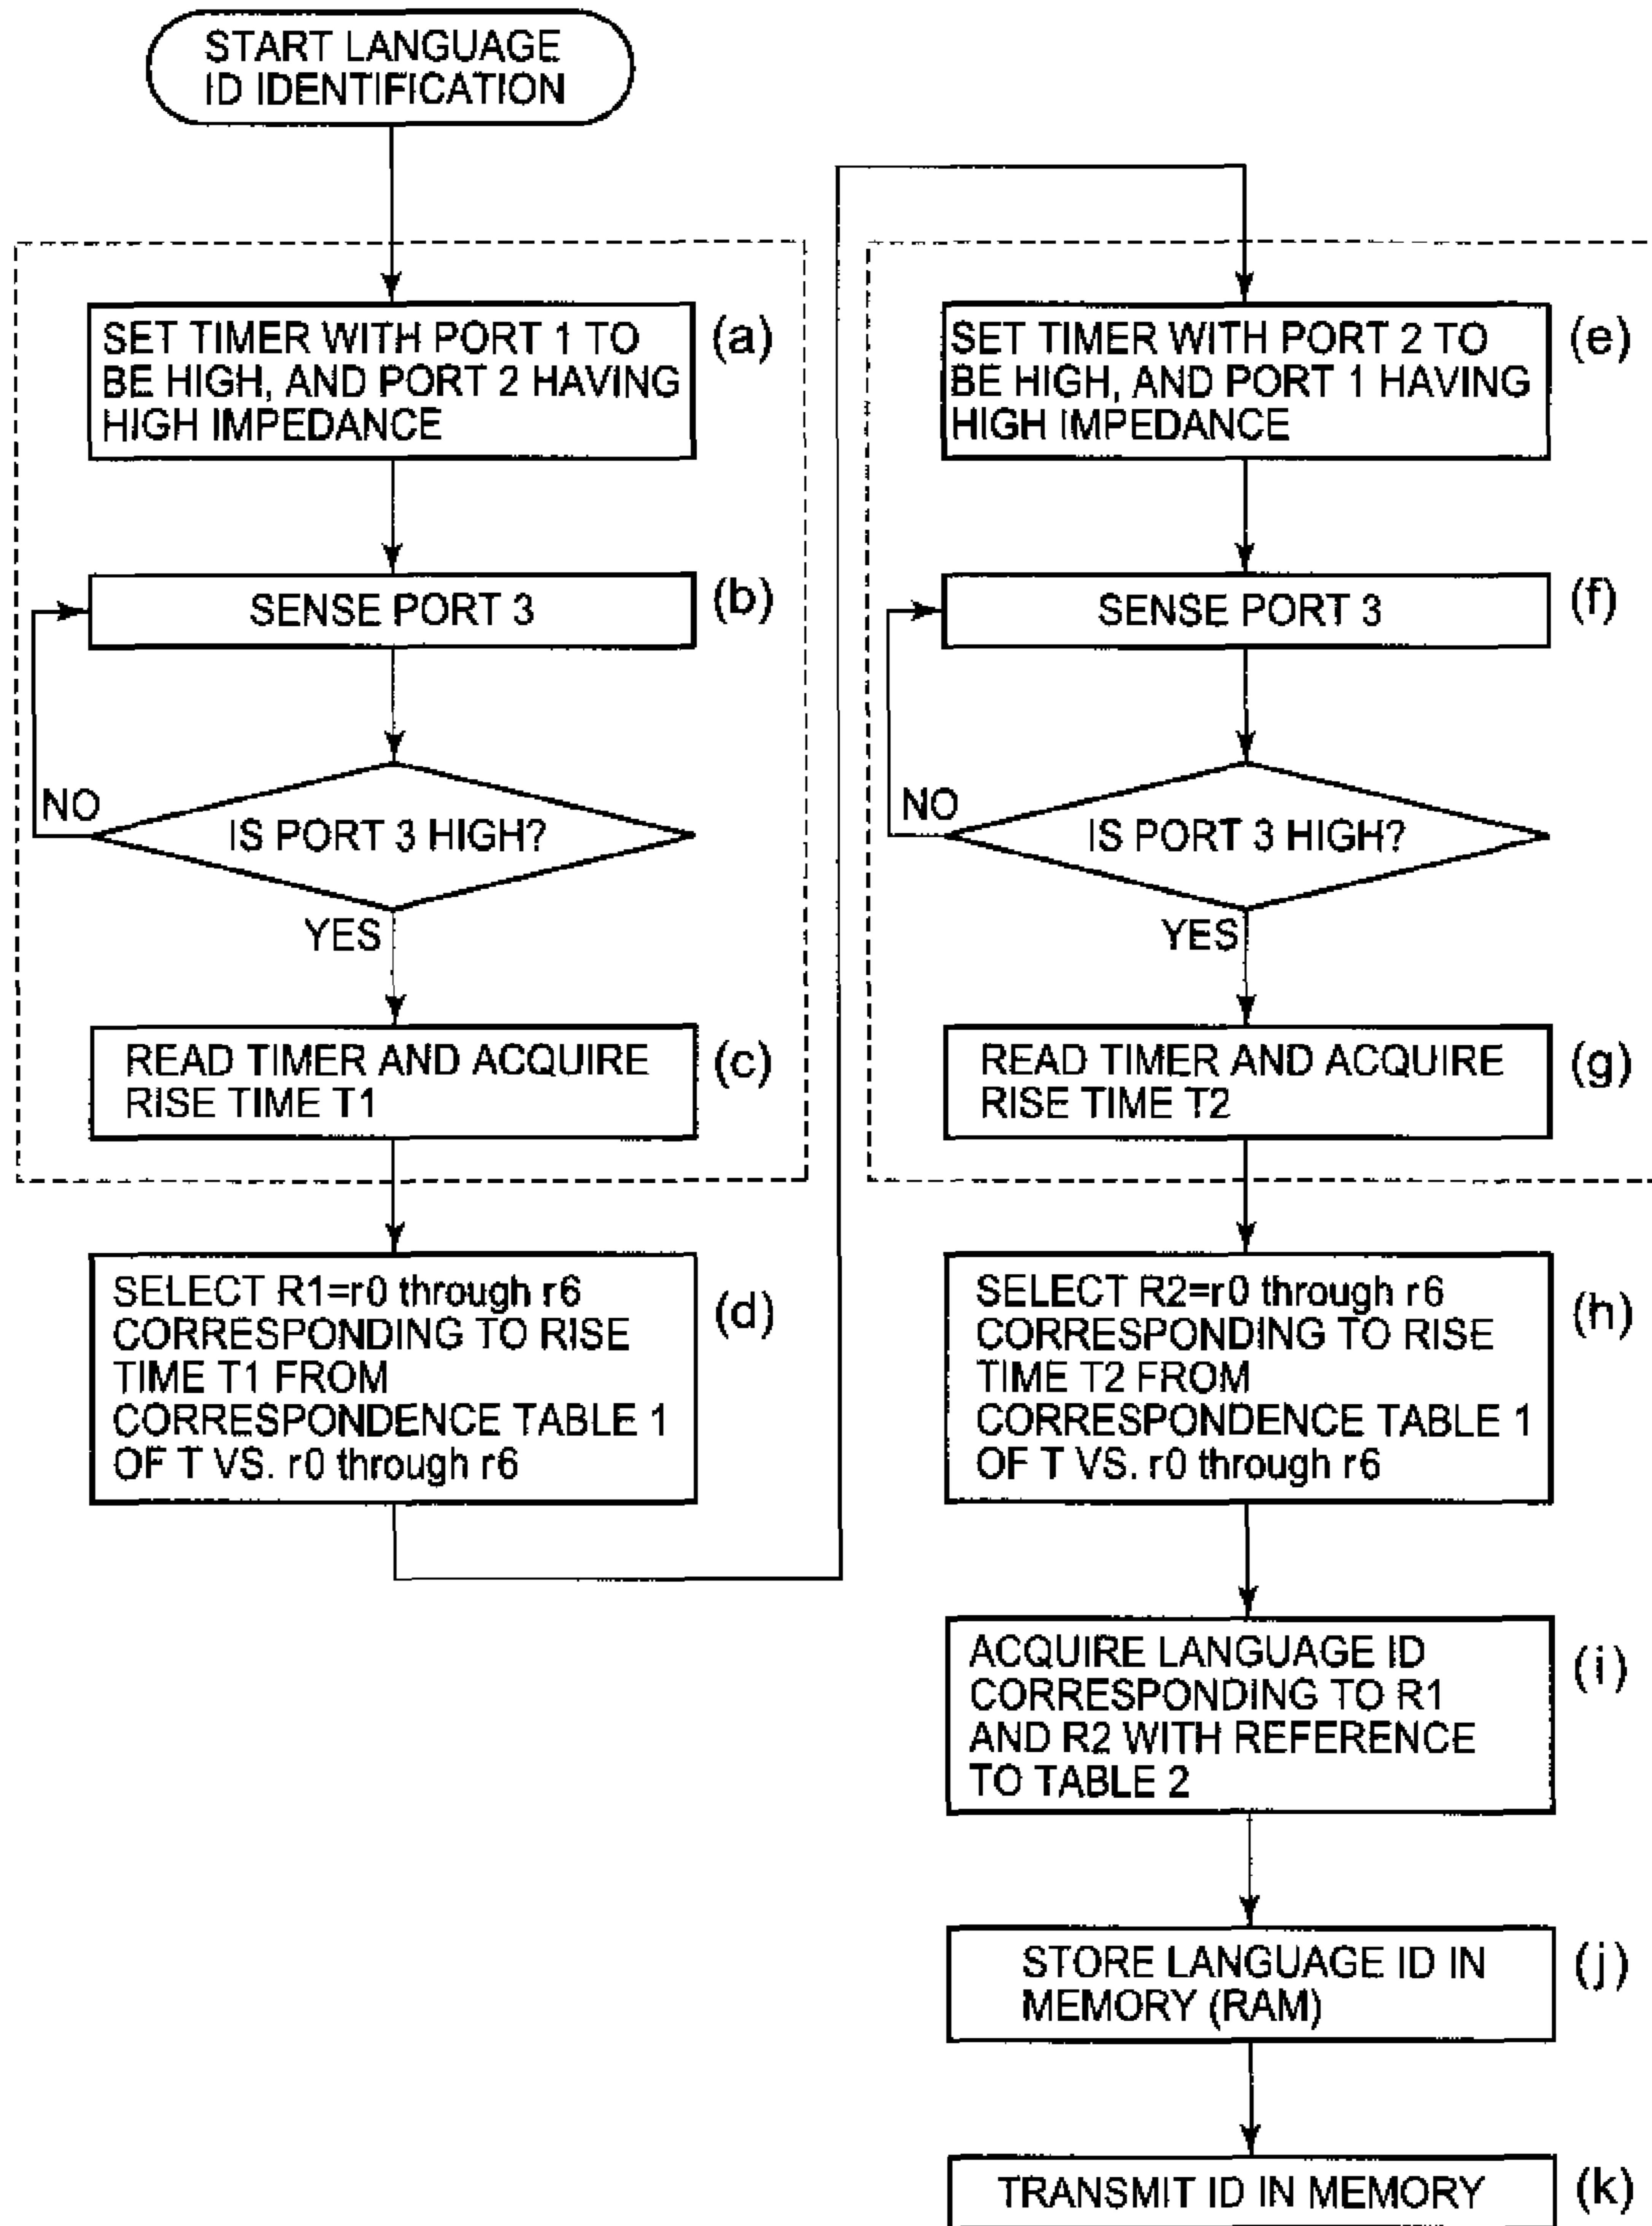 START LANGUAGE
ID IDENTIFICATION
SET TIMER WITH PORT 1 TO
BE HIGH, AND PORT 2 HAVING
HIGH IMPEDANCE
(a)
SENSE PORT 3
(b)
NO
IS PORT 3 HIGH?
YES
READ TIMER AND ACQUIRE
RISE TIME T1
(c)
SELECT R1=r0 through r6
CORRESPONDING TO RISE
TIME T1 FROM
CORRESPONDENCE TABLE 1
OF T VS. r0 through r6
(d)
SET TIMER WITH PORT 2 TO
BE HIGH, AND PORT 1 HAVING
HIGH IMPEDANCE
(e)
SENSE PORT 3
(f)
NO
IS PORT 3 HIGH?
YES
READ TIMER AND ACQUIRE
RISE TIME T2
(g)
SELECT R2=r0 through r6
CORRESPONDING TO RISE
TIME T2 FROM
CORRESPONDENCE TABLE 1
OF T VS. r0 through r6
(h)
ACQUIRE LANGUAGE ID
CORRESPONDING TO R1
AND R2 WITH REFERENCE
TO TABLE 2
(i)
STORE LANGUAGE ID IN
MEMORY (RAM)
(j)
TRANSMIT ID IN MEMORY
(k)